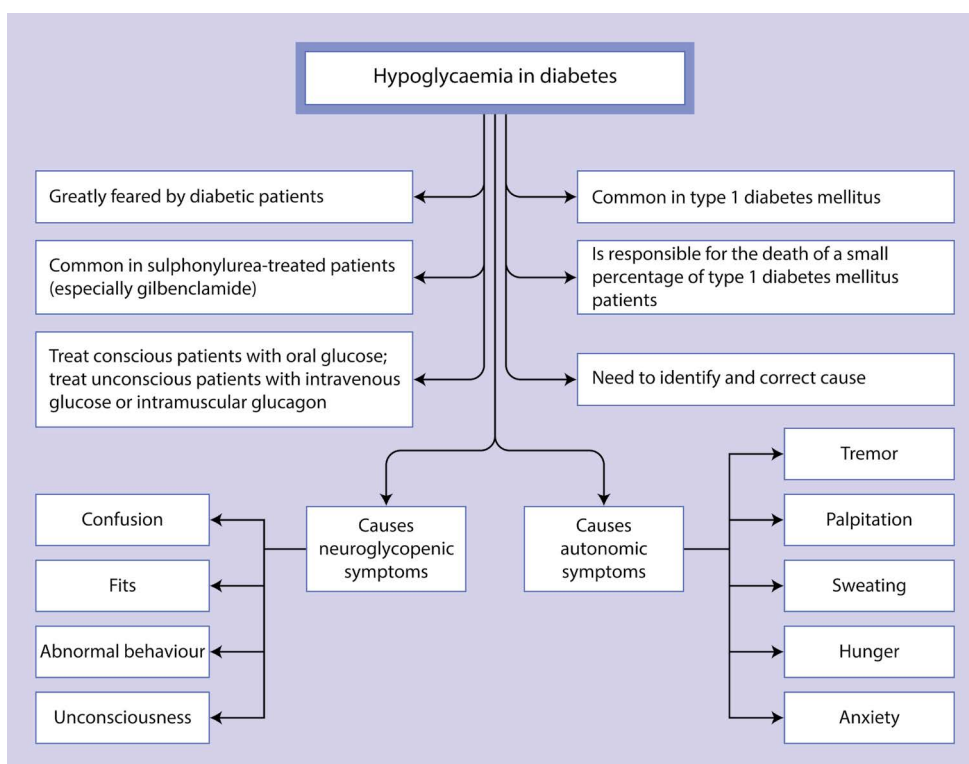 Hypoglycaemia in diabetes
Greatly feared by diabetic patients
Common in type 1 diabetes mellitus
Common in sulphonylurea-treated patients
(especially gilbenclamide)
Is responsible for the death of a small
percentage of type 1 diabetes mellitus
patients
Treat conscious patients with oral glucose;
treat unconscious patients with intravenous
glucose or intramuscular glucagon
Need to identify and correct cause
Causes
neuroglycopenic
symptoms
Confusion
Fits
Abnormal behaviour
Unconsciousness
Causes
autonomic
symptoms
Tremor
Palpitation
Sweating
Hunger
Anxiety